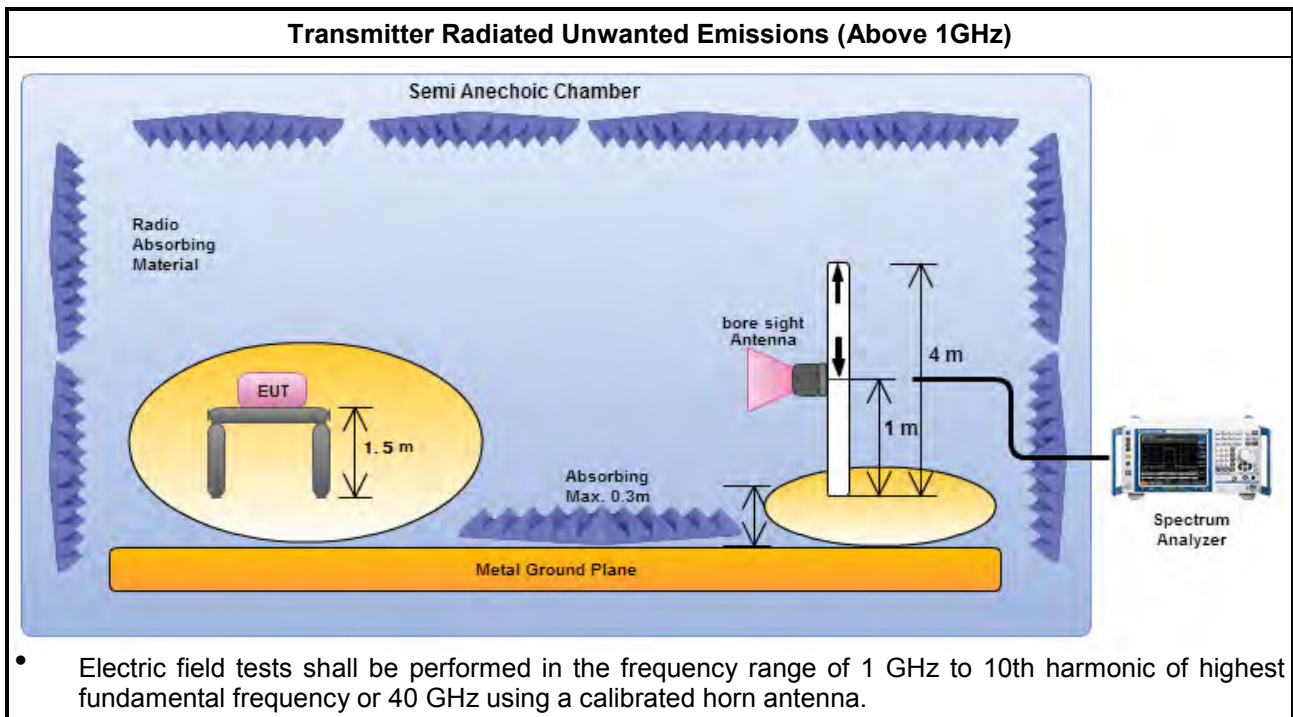 Transmitter Radiated Unwanted Emissions (Above 1GHz)
Semi Anechoic Chamber
Radio
Absorbing
Material
bore sight
Antenna
4 m
EUT
1.5 m
1 m
Absorbing
Max. 0.3m
Spectrum
Analyzer
Metal Ground Plane
• Electric field tests shall be performed in the frequency range of 1 GHz to 10th harmonic of highest
fundamental frequency or 40 GHz using a calibrated horn antenna.